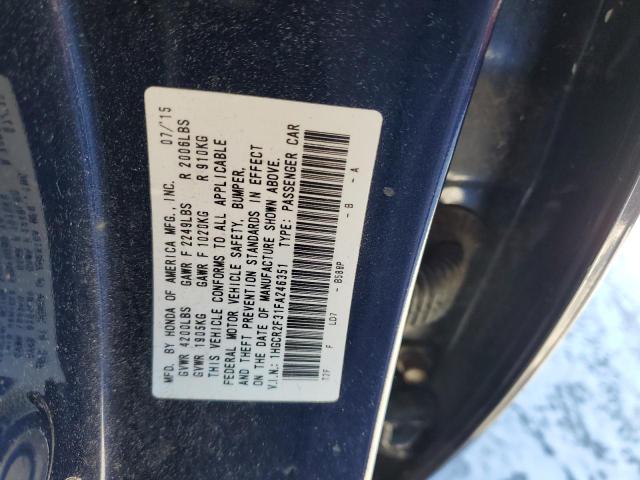 MFD. BY HONDA OF AMERICA MFG., INC. 07/15
GVWR 4200LBS GAWR F 2249LBS R 2006LBS
GVWR 1905KG GAWR F 1020KG R 910KG
THIS VEHICLE CONFORMS TO ALL APPLICABLE
FEDERAL MOTOR VEHICLE SAFETY, BUMPER,
AND THEFT PREVENTION STANDARDS IN EFFECT
ON THE DATE OF MANUFACTURE SHOWN ABOVE.
V.I.N.: 1HGCR2F31FA246351 TYPE: PASSENGER CAR
T2F F LD7 - B588P - B - A